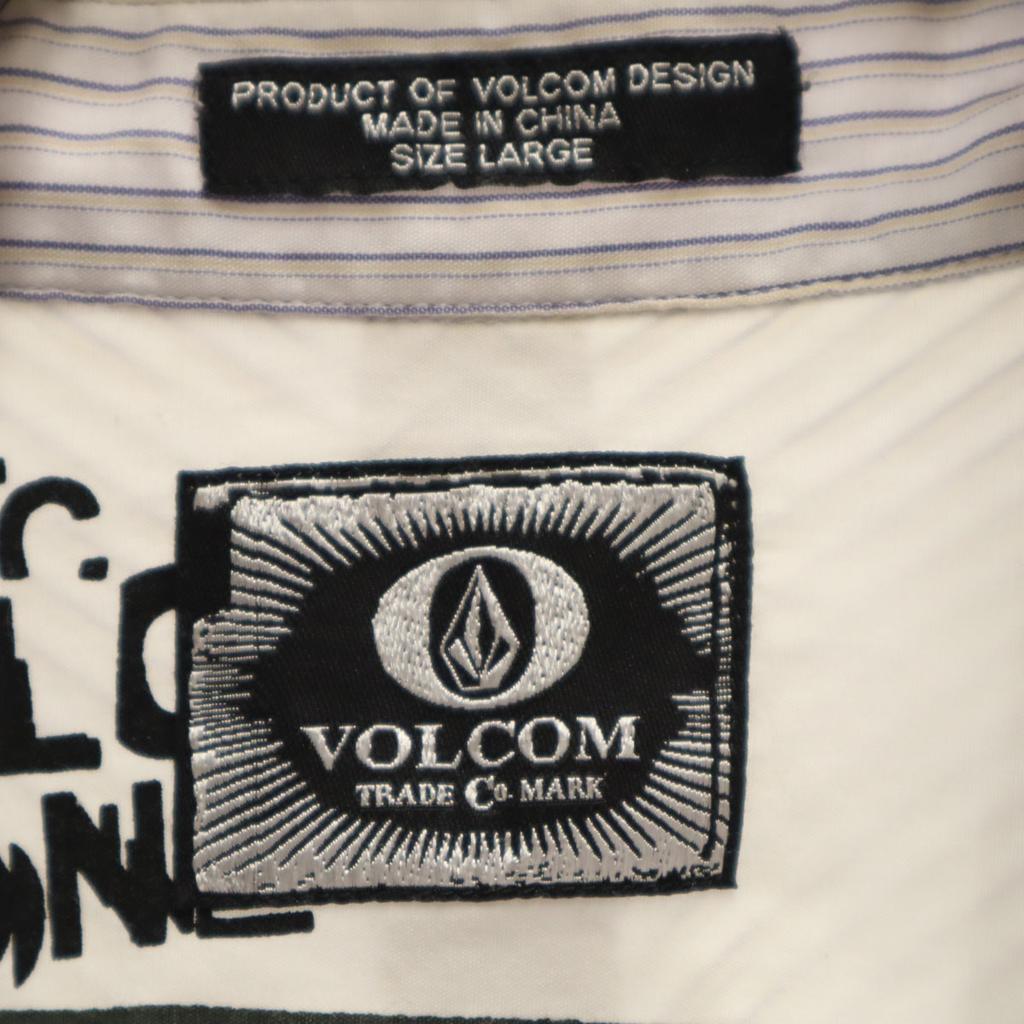 PRODUCT OF VOLCOM DESIGN
MADE IN CHINA
SIZE LARGE
VOLCOM
TRADE Co. MARK